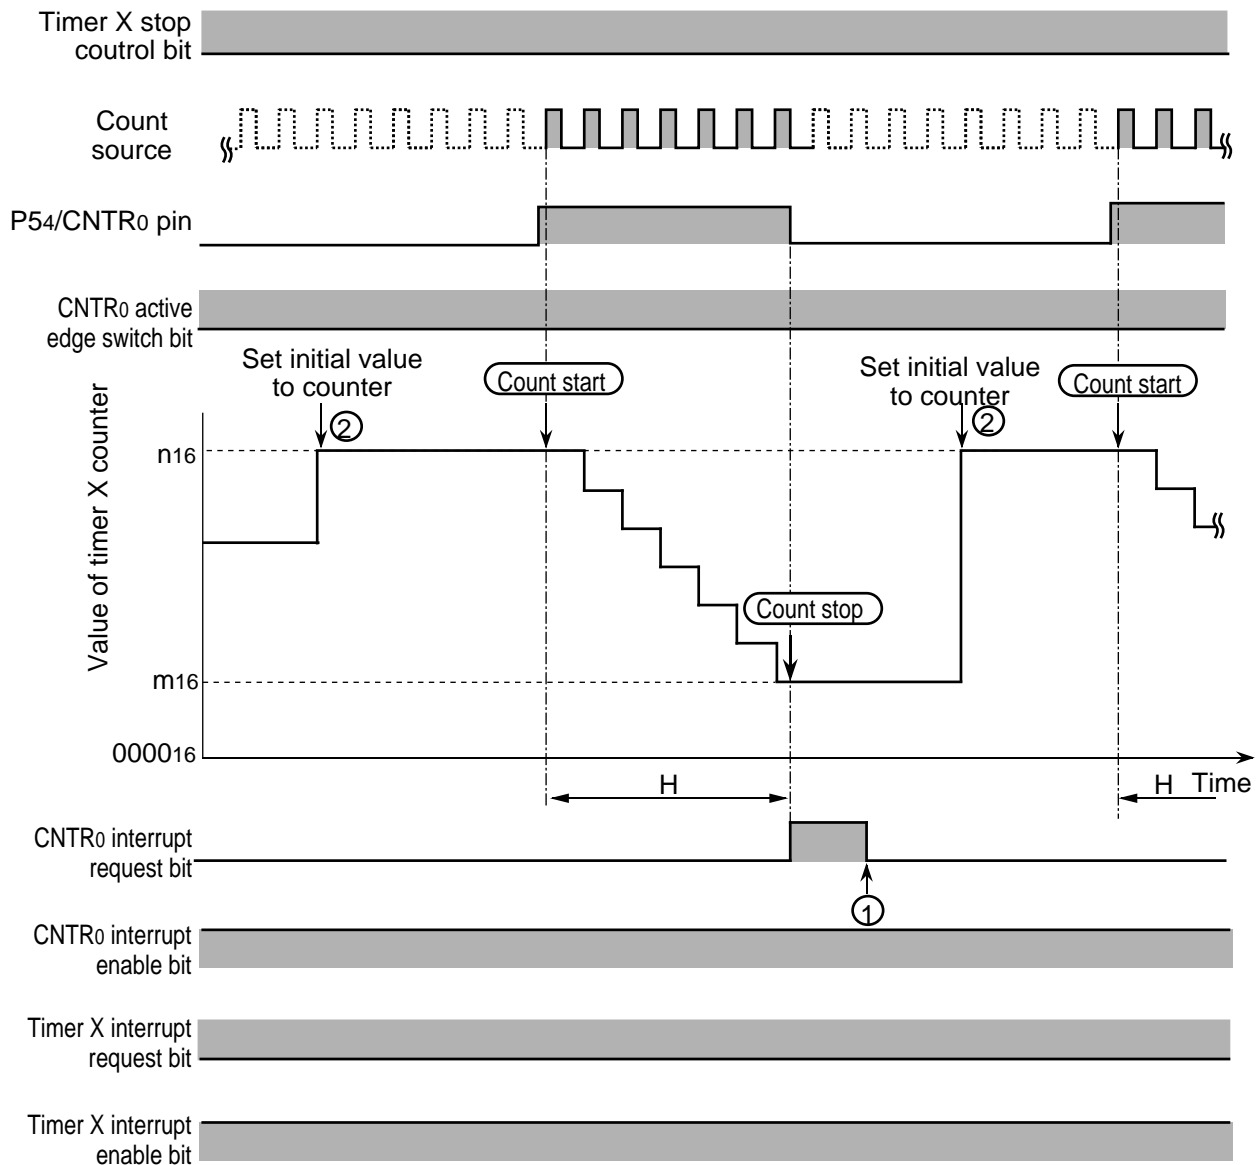 Timer X stop
coutrol bit
Count
source
P54/CNTR0 pin
CNTR0 active
edge switch bit
Set initial value
to counter
Count start
Set initial value
to counter
Count start
②
②
Value of timer X counter
n16
Count stop
m16
000016
H
H
Time
CNTR0 interrupt
request bit
①
CNTR0 interrupt
enable bit
Timer X interrupt
request bit
Timer X interrupt
enable bit